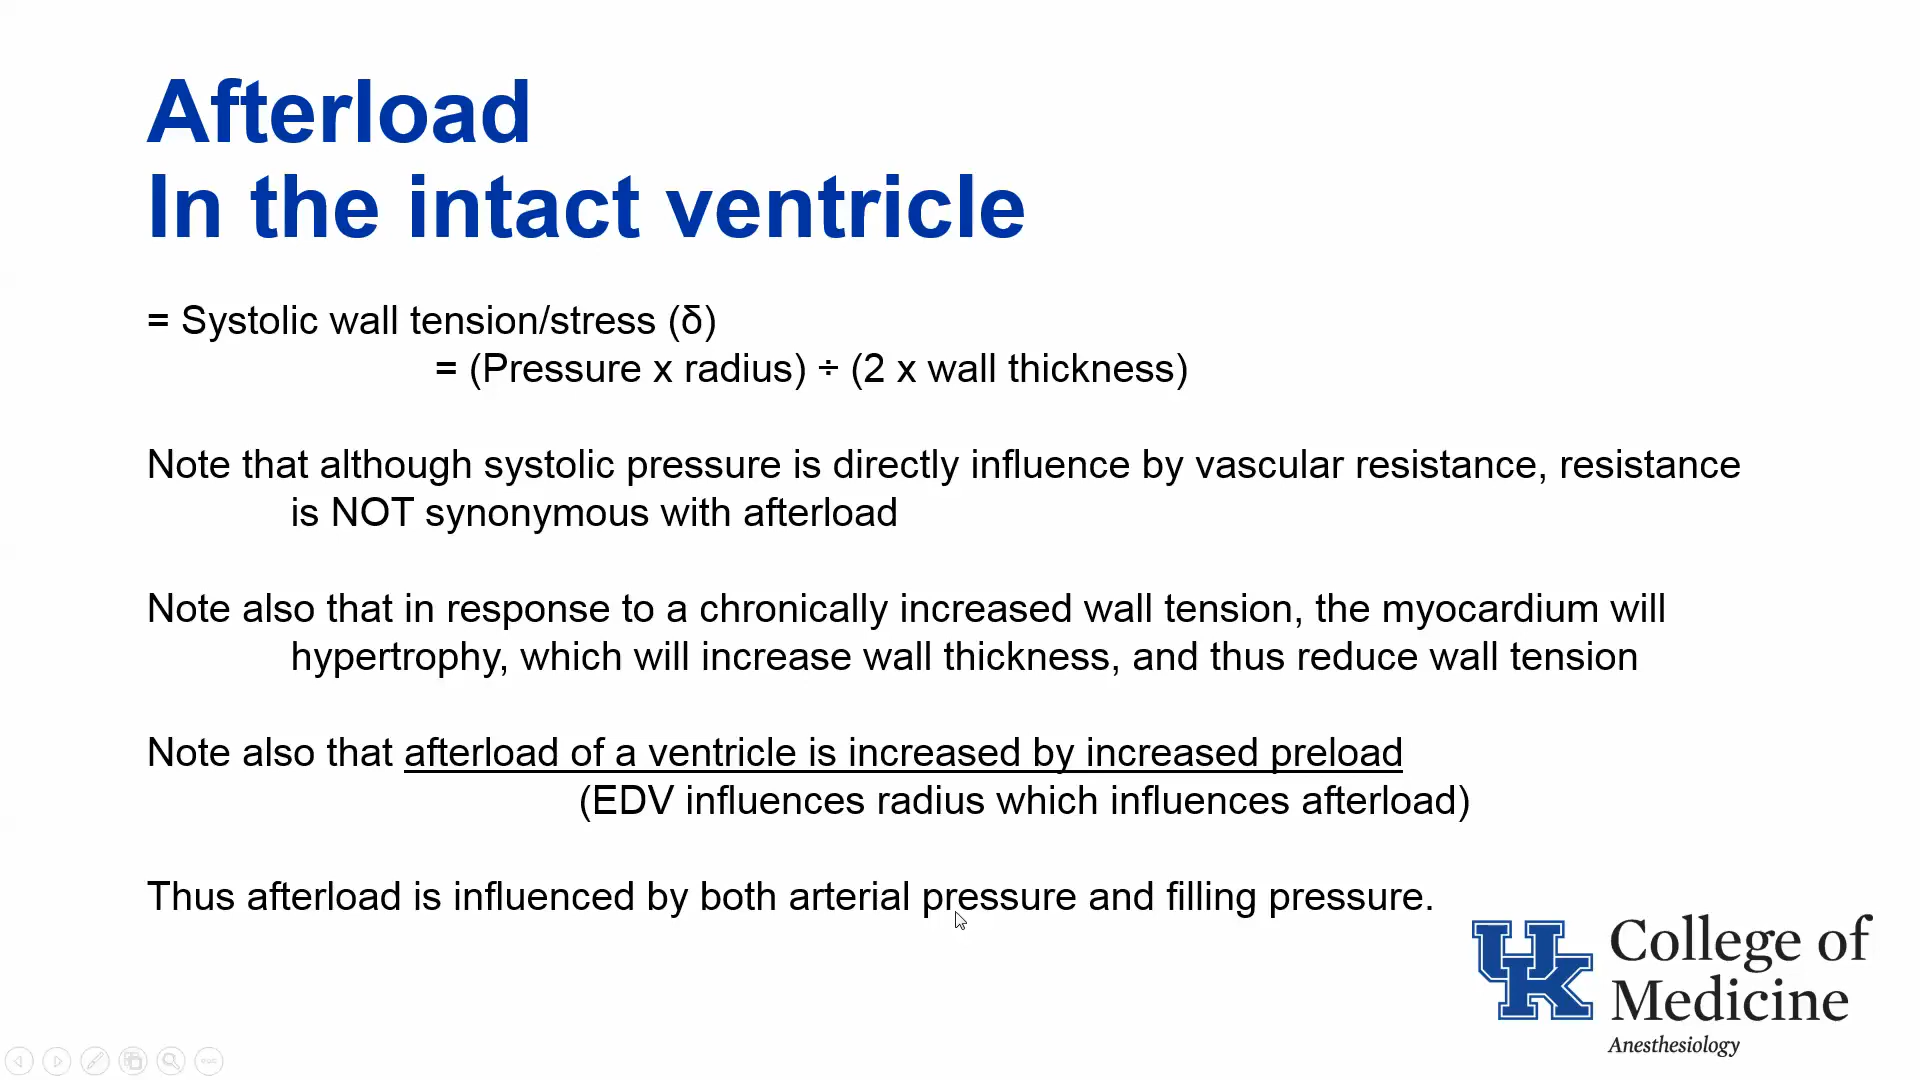 Afterload
In the intact ventricle
= Systolic wall tension/stress (δ)
= (Pressure x radius) ÷ (2 x wall thickness)
Note that although systolic pressure is directly influence by vascular resistance, resistance
is NOT synonymous with afterload
Note also that in response to a chronically increased wall tension, the myocardium will
hypertrophy, which will increase wall thickness, and thus reduce wall tension
Note also that afterload of a ventricle is increased by increased preload
(EDV influences radius which influences afterload)
Thus afterload is influenced by both arterial pressure and filling pressure.
UK College of
Medicine
Anesthesiology